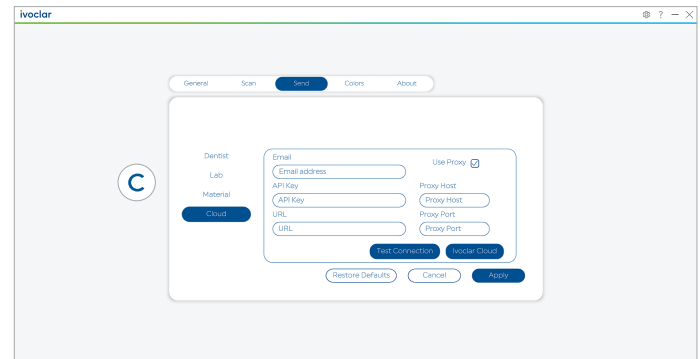 ivoclar ?
General Scan Send Colors About
Dentist
Lab
Material
Cloud
C
Email
Email address
API Key
API Key
URL
URL
Use Proxy
Proxy Host
Proxy Host
Proxy Port
Proxy Port
Test Connection Ivoclar Cloud
Restore Defaults Cancel Apply